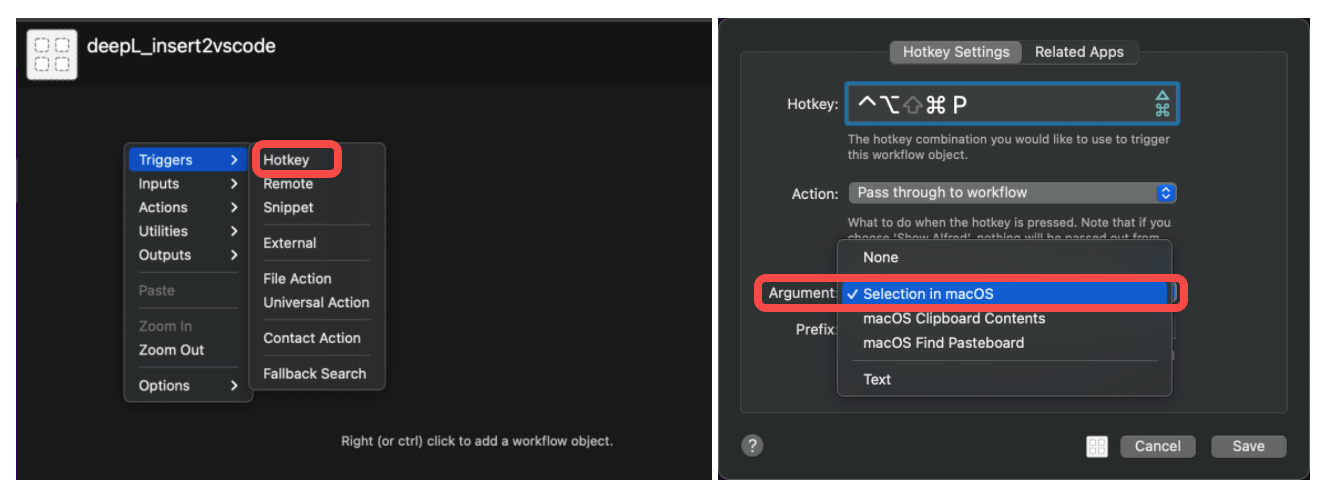 deepL_insert2vscode
Triggers >
Inputs >
Actions >
Utilities >
Outputs >
Paste
Zoom In
Zoom Out
Options >
Hotkey
Remote
Snippet
External
File Action
Universal Action
Contact Action
Fallback Search
Right (or ctrl) click to add a workflow object.
Hotkey Settings Related Apps
Hotkey: ^⌥⇧⌘ P
The hotkey combination you would like to use to trigger
this workflow object.
Action: Pass through to workflow
What to do when the hotkey is pressed. Note that if you
choose 'Show Alfred', nothing will be passed out from
None
Argument: ✓ Selection in macOS
macOS Clipboard Contents
Prefix:
macOS Find Pasteboard
Text
? Cancel Save